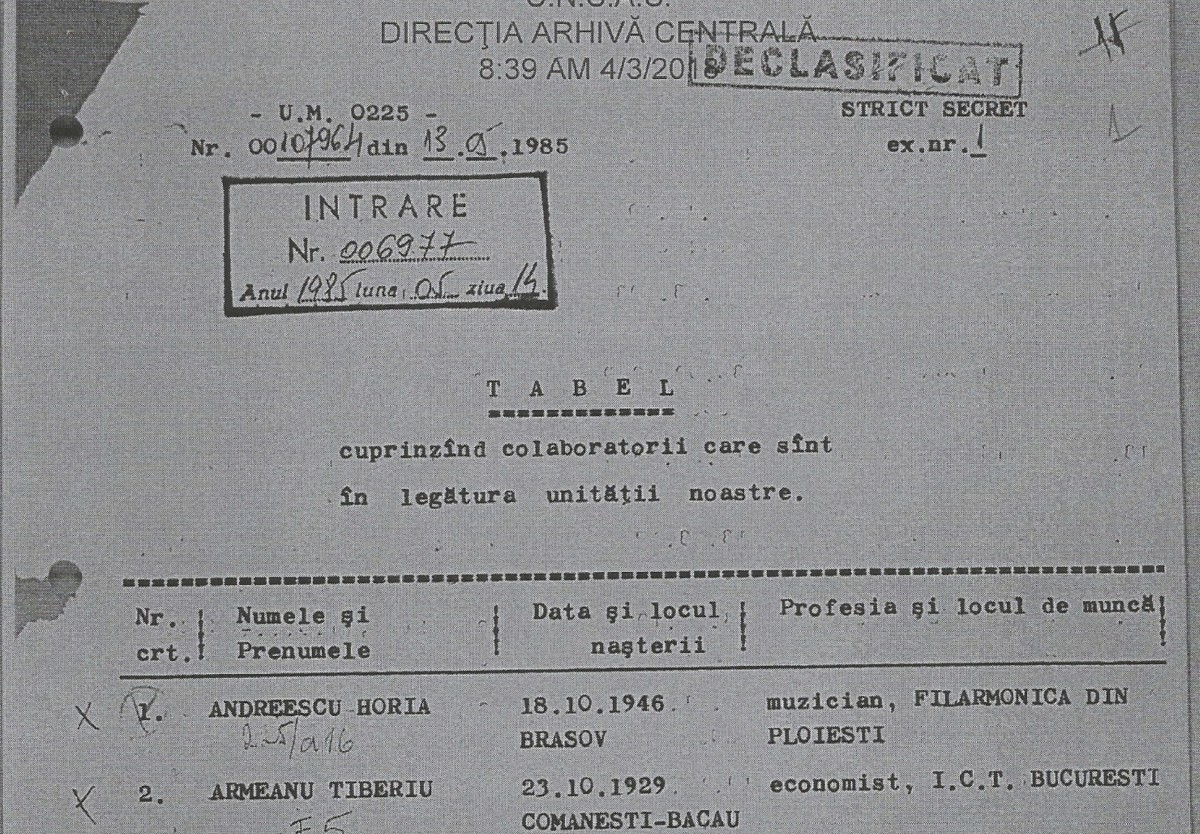 C.N.S.A.S.
DIRECŢIA ARHIVĂ CENTRALĂ
8:39 AM 4/3/2018
DECLASIFICAT
- U.M. 0225 -
STRICT SECRET
Nr. 00107964 din 13.05.1985
ex.nr.1
INTRARE
Nr. 006977
Anul 1985 luna 05 ziua 14
T A B E L
cuprinzînd colaboratorii care sînt
în legătura unităţii noastre.
Nr. crt. Numele şi Prenumele Data şi locul naşterii Profesia şi locul de muncă
X 1. ANDREESCU HORIA 18.10.1946 muzician, FILARMONICA DIN
BRASOV PLOIESTI
X 2. ARMEANU TIBERIU 23.10.1929 economist, I.C.T. BUCURESTI
COMANESTI-BACAU